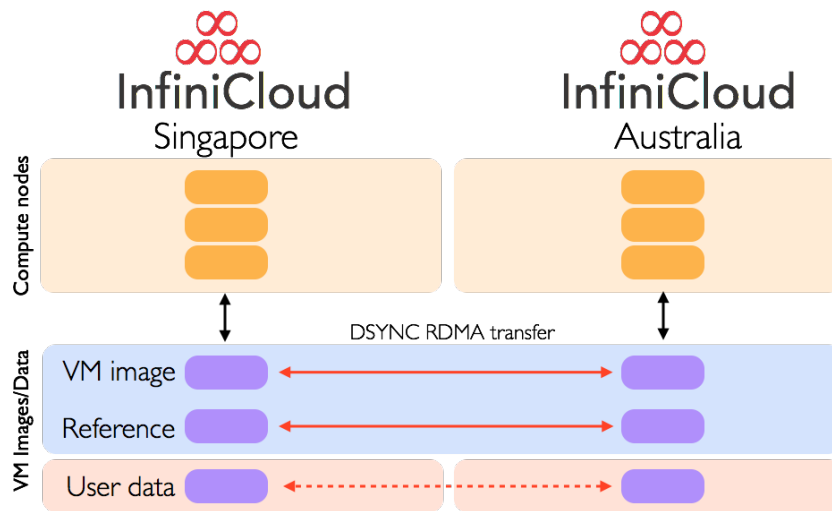 InfiniCloud
Singapore
InfiniCloud
Australia
Compute nodes
DSYNC RDMA transfer
VM Images/Data
VM image
Reference
User data